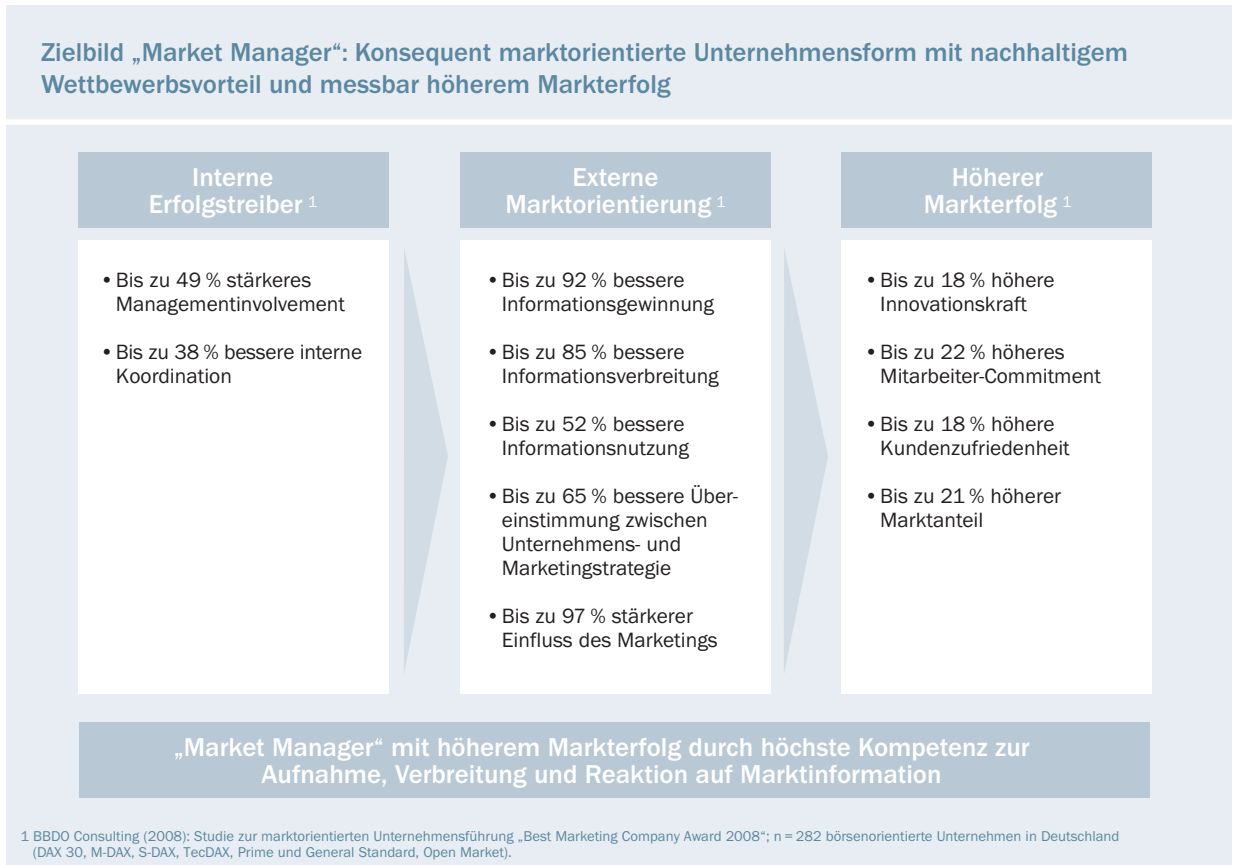 Zielbild „Market Manager“: Konsequent marktorientierte Unternehmensform mit nachhaltigem
Wettbewerbsvorteil und messbar höherem Markterfolg
Interne
Erfolgstreiber 1
• Bis zu 49 % stärkeres
Managementinvolvement
• Bis zu 38 % bessere interne
Koordination
Externe
Marktorientierung 1
• Bis zu 92 % bessere
Informationsgewinnung
• Bis zu 85 % bessere
Informationsverbreitung
• Bis zu 52 % bessere
Informationsnutzung
• Bis zu 65 % bessere Über-
einstimmung zwischen
Unternehmens- und
Marketingstrategie
• Bis zu 97 % stärkerer
Einfluss des Marketings
Höherer
Markterfolg 1
• Bis zu 18 % höhere
Innovationskraft
• Bis zu 22 % höheres
Mitarbeiter-Commitment
• Bis zu 18 % höhere
Kundenzufriedenheit
• Bis zu 21 % höherer
Marktanteil
„Market Manager“ mit höherem Markterfolg durch höchste Kompetenz zur
Aufnahme, Verbreitung und Reaktion auf Marktinformation
1 BBDO Consulting (2008): Studie zur marktorientierten Unternehmensführung „Best Marketing Company Award 2008“; n = 282 börsenorientierte Unternehmen in Deutschland
(DAX 30, M-DAX, S-DAX, TecDAX, Prime und General Standard, Open Market).